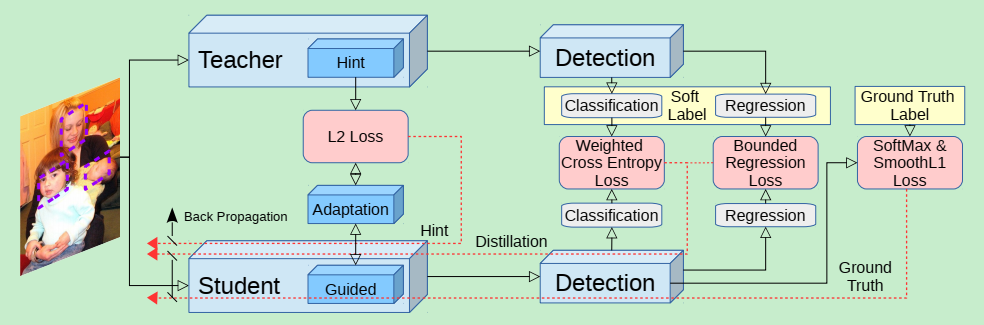 Teacher
Hint
Detection
Classification
Soft
Label
Regression
Ground Truth
Label
L2 Loss
Weighted
Cross Entropy
Loss
Bounded
Regression
Loss
SoftMax &
SmoothL1
Loss
Adaptation
Back Propagation
Classification
Regression
Hint
Distillation
Student
Guided
Detection
Ground
Truth